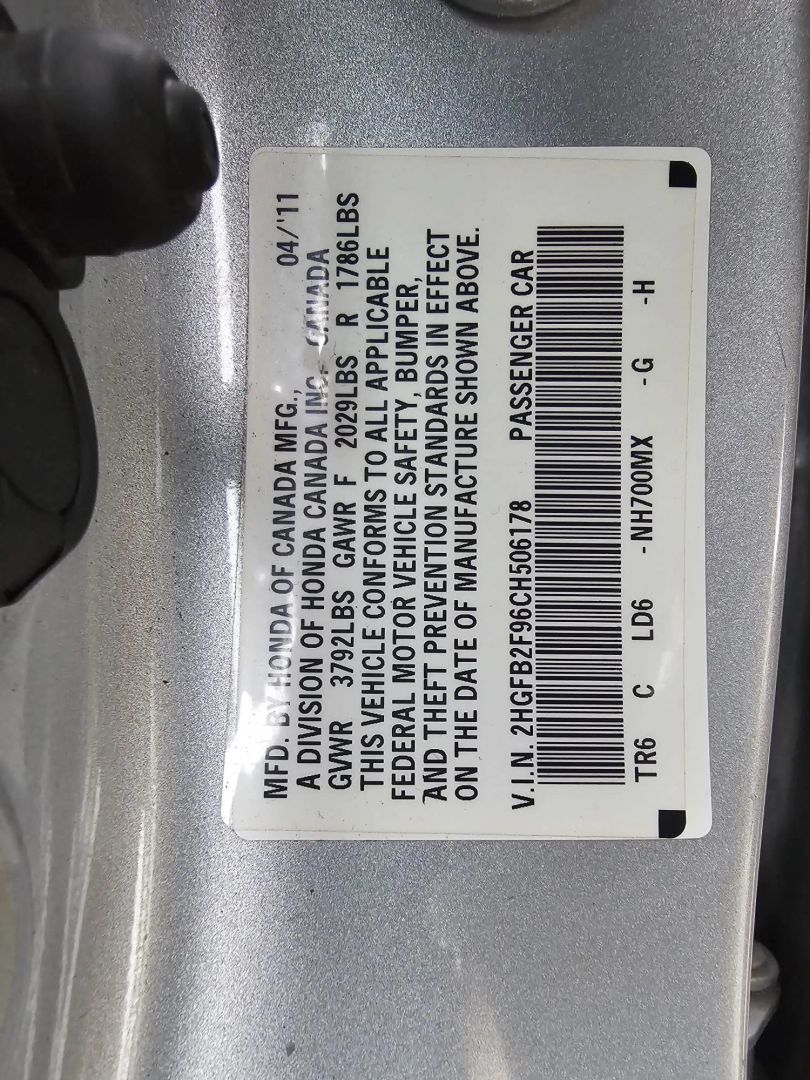 MFD. BY HONDA OF CANADA MFG., 04/'11
A DIVISION OF HONDA CANADA INC. CANADA
GVWR 3792LBS GAWR F 2029LBS R 1786LBS
THIS VEHICLE CONFORMS TO ALL APPLICABLE
FEDERAL MOTOR VEHICLE SAFETY, BUMPER,
AND THEFT PREVENTION STANDARDS IN EFFECT
ON THE DATE OF MANUFACTURE SHOWN ABOVE.
V.I.N. 2HGFB2F96CH506178 PASSENGER CAR
TR6 C LD6 -NH700MX -G -H